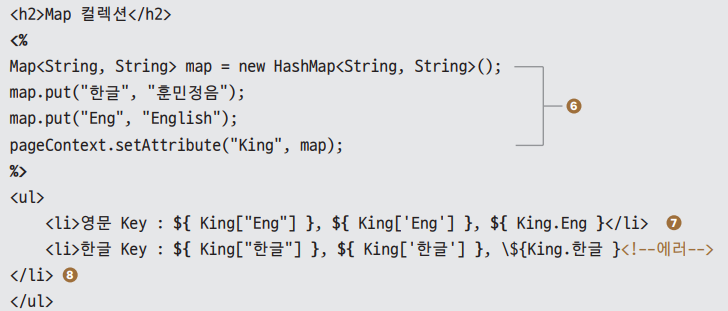 <h2>Map 컬렉션</h2>
<%
Map<String, String> map = new HashMap<String, String>();
map.put("한글", "훈민정음");
map.put("Eng", "English");
❻
pageContext.setAttribute("King", map);
%>
<ul>
<li>영문 Key : ${ King["Eng"] }, ${ King['Eng'] }, ${ King.Eng }</li> ❼
<li>한글 Key : ${ King["한글"] }, ${ King['한글'] }, \${King.한글 }<!--에러-->
</li> ❽
</ul>